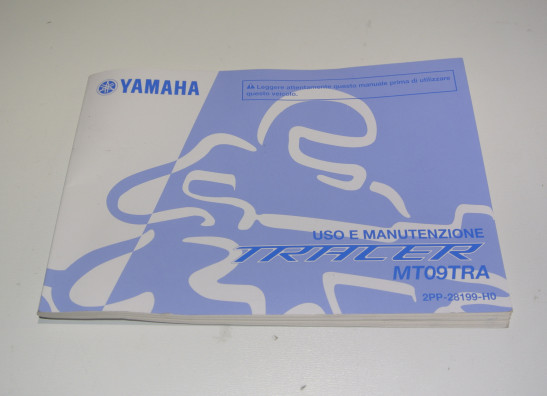 YAMAHA
Leggere attentamente questo manuale prima di utilizzare
questo veicolo.
USO E MANUTENZIONE
TRACER
MT09TRA
2PP-28199-H0